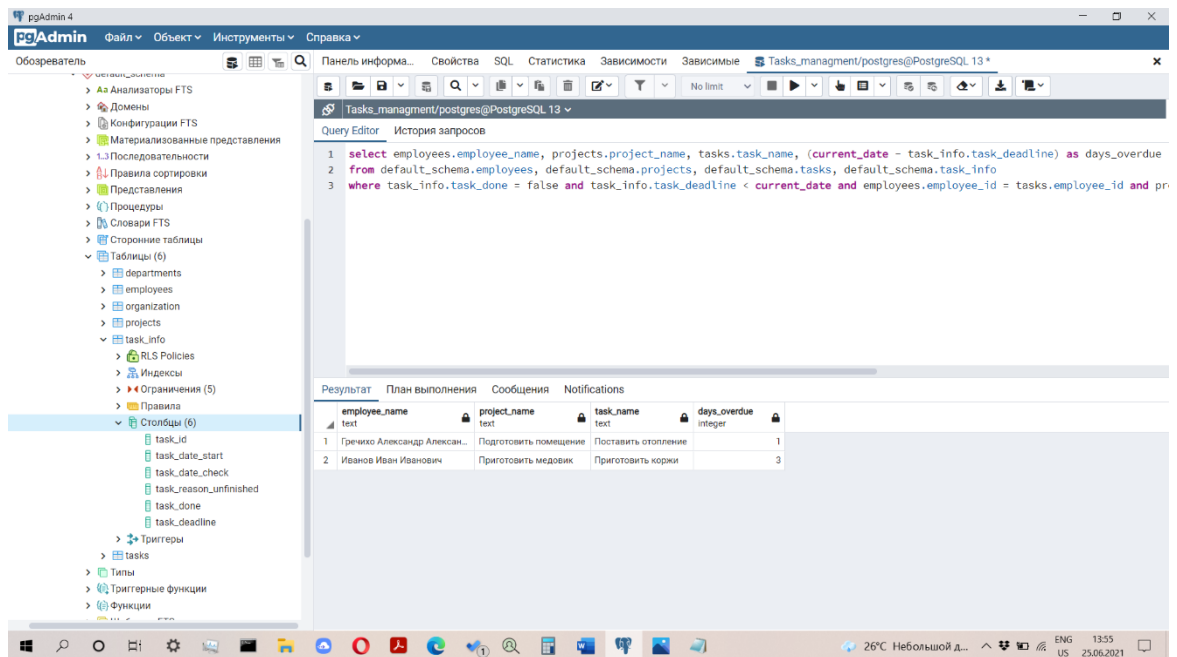 pgAdmin 4
pgAdmin Файл Объект Инструменты Справка
Обозреватель
Панель информа... Свойства SQL Статистика Зависимости Зависимые Tasks_managment/postgres@PostgreSQL 13 *
No limit
Tasks_managment/postgres@PostgreSQL 13
Query Editor История запросов
1 select employees.employee_name, projects.project_name, tasks.task_name, (current_date - task_info.task_deadline) as days_overdue
2 from default_schema.employees, default_schema.projects, default_schema.tasks, default_schema.task_info
3 where task_info.task_done = false and task_info.task_deadline < current_date and employees.employee_id = tasks.employee_id and pro
default_schema
Анализаторы FTS
Домены
Конфигурации FTS
Материализованные представления
1..3 Последовательности
Правила сортировки
Представления
Процедуры
Словари FTS
Сторонние таблицы
Таблицы (6)
departments
employees
organization
projects
task_info
RLS Policies
Индексы
Ограничения (5)
Правила
Столбцы (6)
task_id
task_date_start
task_date_check
task_reason_unfinished
task_done
task_deadline
Триггеры
tasks
Типы
Триггерные функции
Функции
Результат План выполнения Сообщения Notifications
employee_name project_name task_name days_overdue
text text text integer
1 Гречихо Александр Алексан... Подготовить помещение Поставить отопление 1
2 Иванов Иван Иванович Приготовить медовик Приготовить коржи 3
26°C Небольшой д... ENG 13:55
US 25.06.2021